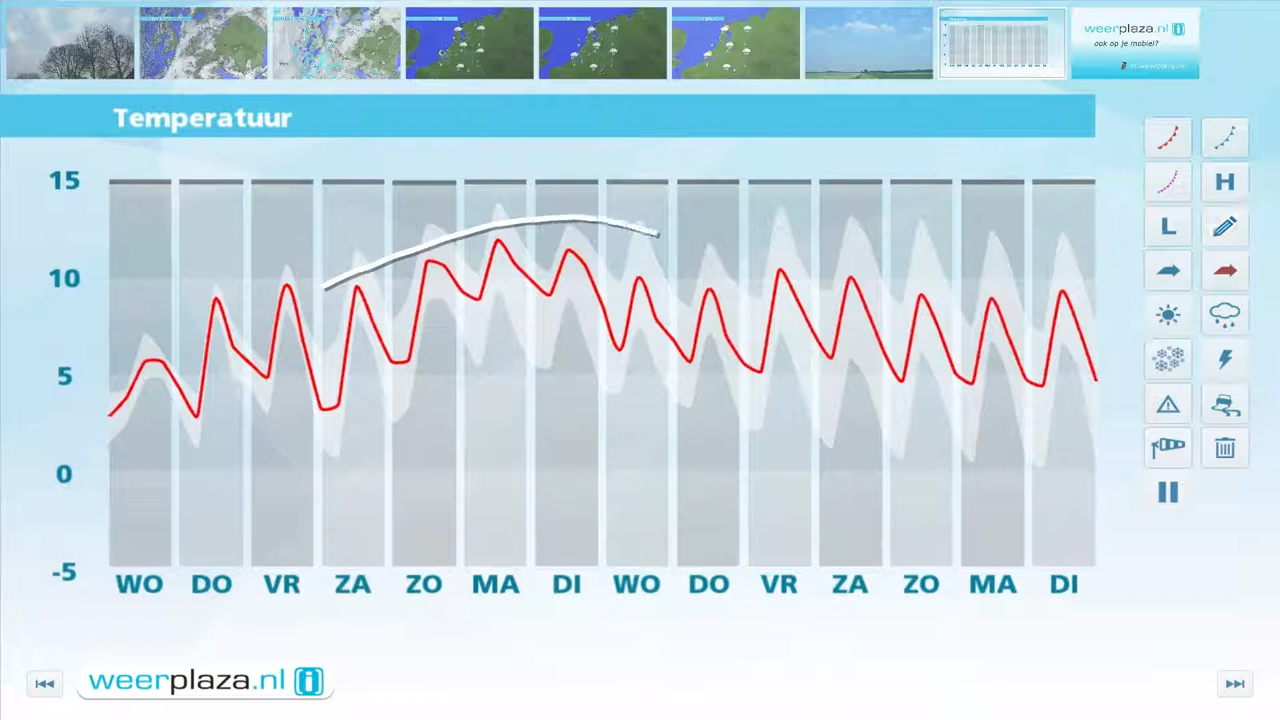 weerplaza.nl i
ook op je mobiel?
Temperatuur
15
10
5
0
-5
WO DO VR ZA ZO MA DI WO DO VR ZA ZO MA DI
H
L
weerplaza.nl i